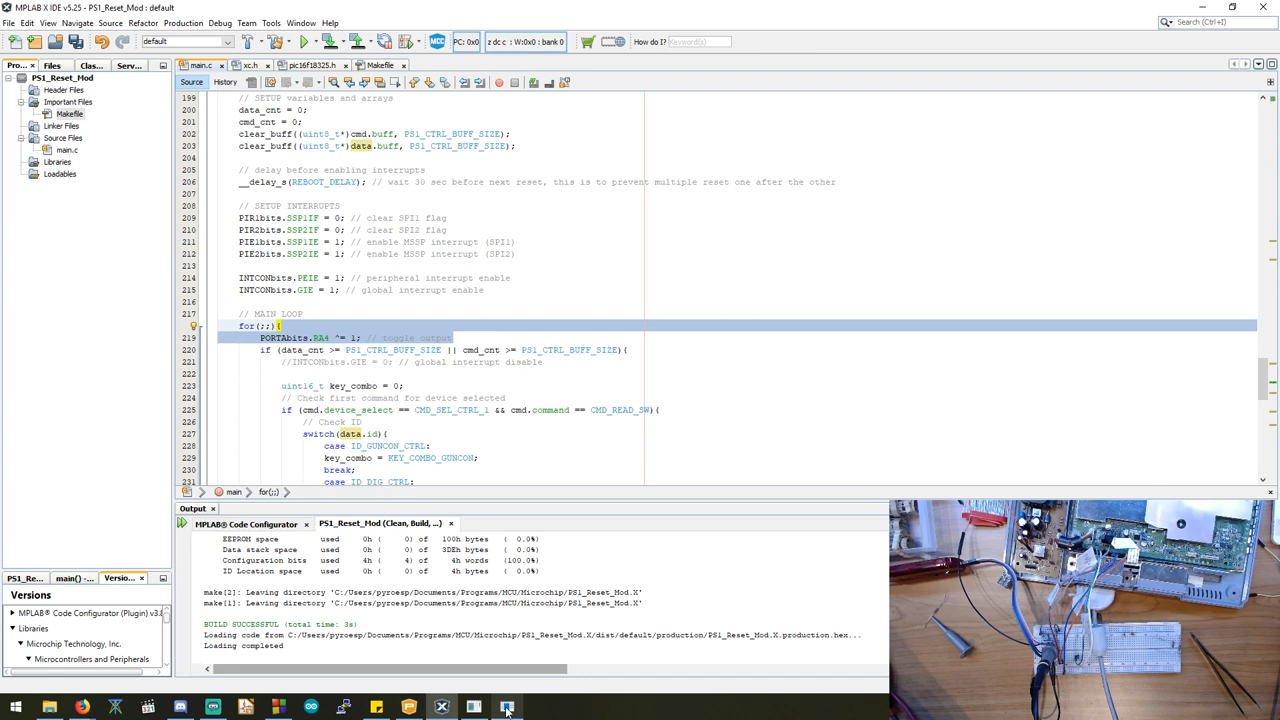 MPLAB X IDE v5.25 - PS1_Reset_Mod : default
File Edit View Navigate Source Refactor Production Debug Team Tools Window Help
Search (Ctrl+I)
default
PC: 0x0
z dc c : W:0x0 : bank 0
How do I?
Keyword(s)
Pro...
Files
Clas...
Serv...
main.c
xc.h
pic16f18325.h
Makefile
PS1_Reset_Mod
Header Files
Important Files
Makefile
Linker Files
Source Files
main.c
Libraries
Loadables
Source
History
199 // SETUP variables and arrays
200 data_cnt = 0;
201 cmd_cnt = 0;
202 clear_buff((uint8_t*)cmd.buff, PS1_CTRL_BUFF_SIZE);
203 clear_buff((uint8_t*)data.buff, PS1_CTRL_BUFF_SIZE);
204
205 // delay before enabling interrupts
206 __delay_s(REBOOT_DELAY); // wait 30 sec before next reset, this is to prevent multiple reset one after the other
207
208 // SETUP INTERRUPTS
209 PIR1bits.SSP1IF = 0; // clear SPI1 flag
210 PIR2bits.SSP2IF = 0; // clear SPI2 flag
211 PIE1bits.SSP1IE = 1; // enable MSSP interrupt (SPI1)
212 PIE2bits.SSP2IE = 1; // enable MSSP interrupt (SPI2)
213
214 INTCONbits.PEIE = 1; // peripheral interrupt enable
215 INTCONbits.GIE = 1; // global interrupt enable
216
217 // MAIN LOOP
for(;;){
219 PORTAbits.RA4 ^= 1; // toggle output
220 if (data_cnt >= PS1_CTRL_BUFF_SIZE || cmd_cnt >= PS1_CTRL_BUFF_SIZE){
221 //INTCONbits.GIE = 0; // global interrupt disable
222
223 uint16_t key_combo = 0;
224 // Check first command for device selected
225 if (cmd.device_select == CMD_SEL_CTRL_1 && cmd.command == CMD_READ_SW){
226 // Check ID
227 switch(data.id){
228 case ID_GUNCON_CTRL:
229 key_combo = KEY_COMBO_GUNCON;
230 break;
231 case ID_DIG_CTRL:
main
for(;;)
Output
MPLAB® Code Configurator
PS1_Reset_Mod (Clean, Build, ...)
EEPROM space used 0h ( 0) of 100h bytes ( 0.0%)
Data stack space used 0h ( 0) of 3DEh bytes ( 0.0%)
Configuration bits used 4h ( 4) of 4h words (100.0%)
ID Location space used 0h ( 0) of 4h bytes ( 0.0%)
make[2]: Leaving directory 'C:/Users/pyroesp/Documents/Programs/MCU/Microchip/PS1_Reset_Mod.X'
make[1]: Leaving directory 'C:/Users/pyroesp/Documents/Programs/MCU/Microchip/PS1_Reset_Mod.X'
BUILD SUCCESSFUL (total time: 3s)
Loading code from C:/Users/pyroesp/Documents/Programs/MCU/Microchip/PS1_Reset_Mod.X/dist/default/production/PS1_Reset_Mod.X.production.hex...
Loading completed
PS1_Re...
main() -...
Versio...
Versions
MPLAB® Code Configurator (Plugin) v3.8
Libraries
Microchip Technology, Inc.
Microcontrollers and Peripherals